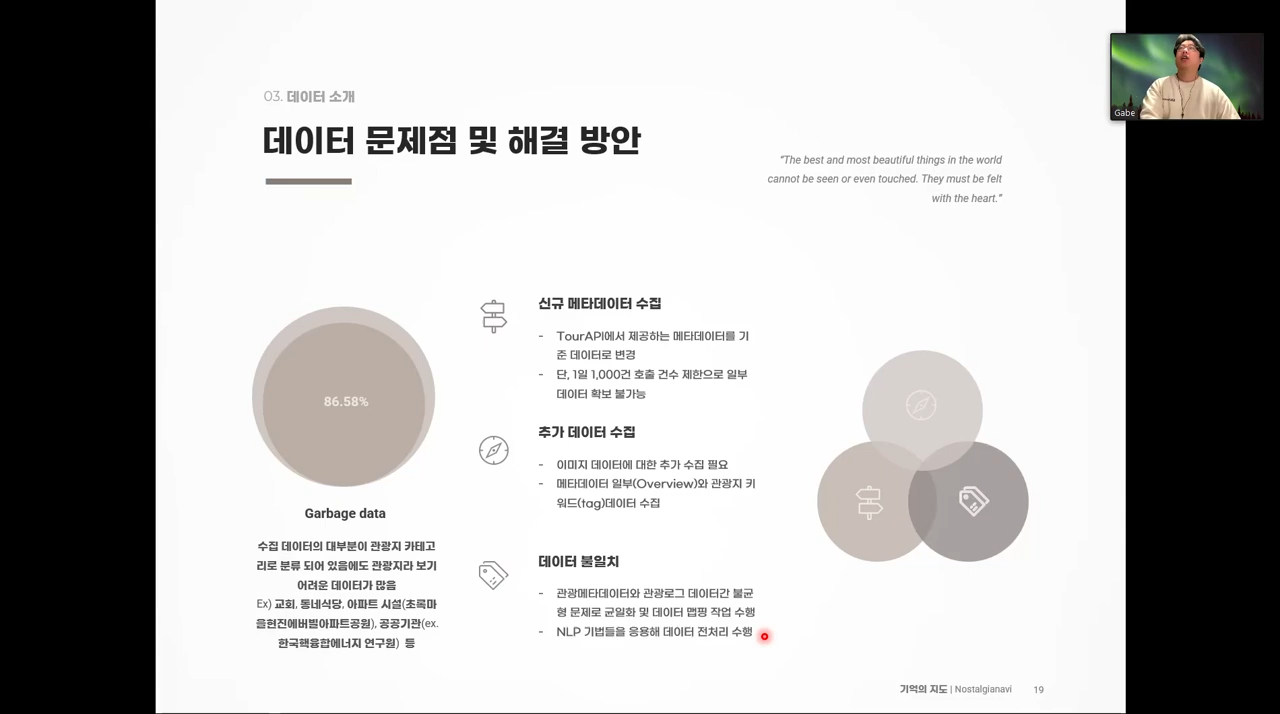 Gabe
03. 데이터 소개
데이터 문제점 및 해결 방안
“The best and most beautiful things in the world
cannot be seen or even touched. They must be felt
with the heart.”
86.58%
Garbage data
수집 데이터의 대부분이 관광지 카테고
리로 분류 되어 있음에도 관광지라 보기
어려운 데이터가 많음
Ex) 교회, 동네식당, 아파트 시설(초록마
을현진에버빌아파트공원), 공공기관(ex.
한국핵융합에너지 연구원) 등
신규 메타데이터 수집
- TourAPI에서 제공하는 메타데이터를 기
준 데이터로 변경
- 단, 1일 1,000건 호출 건수 제한으로 일부
데이터 확보 불가능
추가 데이터 수집
- 이미지 데이터에 대한 추가 수집 필요
- 메타데이터 일부(Overview)와 관광지 키
워드(tag)데이터 수집
데이터 불일치
- 관광메타데이터와 관광로그 데이터간 불균
형 문제로 균일화 및 데이터 맵핑 작업 수행
- NLP 기법들을 응용해 데이터 전처리 수행
기억의 지도 | Nostalgianavi 19